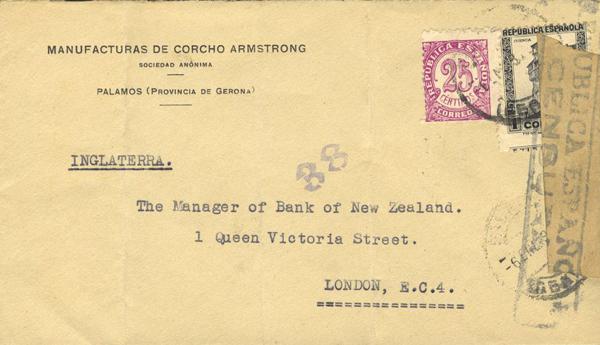 MANUFACTURAS DE CORCHO ARMSTRONG
SOCIEDAD ANÓNIMA
PALAMOS (PROVINCIA DE GERONA)
REPUBLICA ESPAÑOLA
25
CENTIMOS
CORREOS
REPUBLICA ESPAÑOLA
INGLATERRA.
38
The Manager of Bank of New Zealand.
1 Queen Victoria Street.
LONDON, E.C.4.